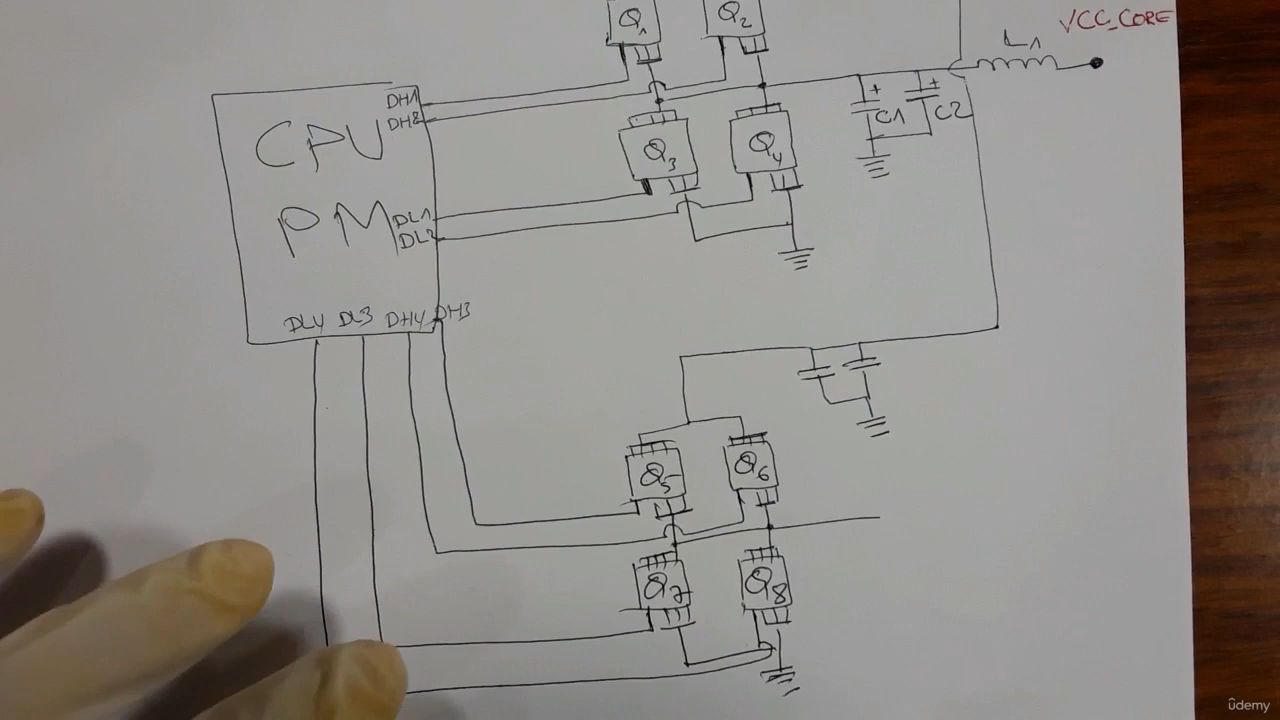 Q1
Q2
L1
VCC_CORE
DH1
DH2
CPU
Q3
Q4
+
C1
+
C2
PM
DL1
DL2
DL4
DL3
DH4
DH3
Q5
Q6
Q7
Q8
ûdemy